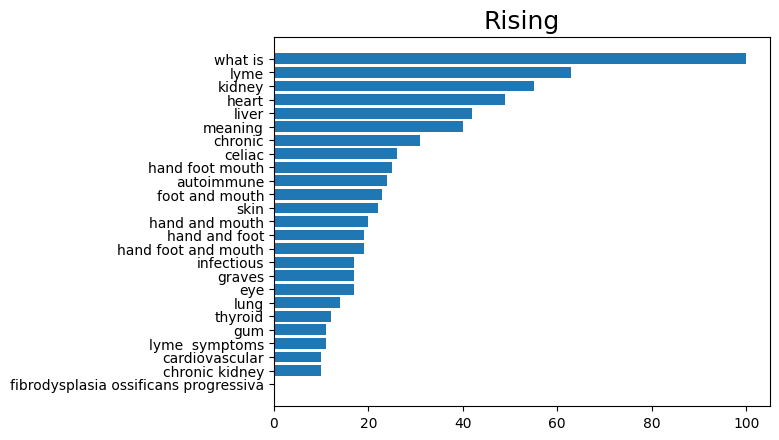 Rising
what is
lyme
kidney
heart
liver
meaning
chronic
celiac
hand foot mouth
autoimmune
foot and mouth
skin
hand and mouth
hand and foot
hand foot and mouth
infectious
graves
eye
lung
thyroid
gum
lyme  symptoms
cardiovascular
chronic kidney
fibrodysplasia ossificans progressiva
0 20 40 60 80 100